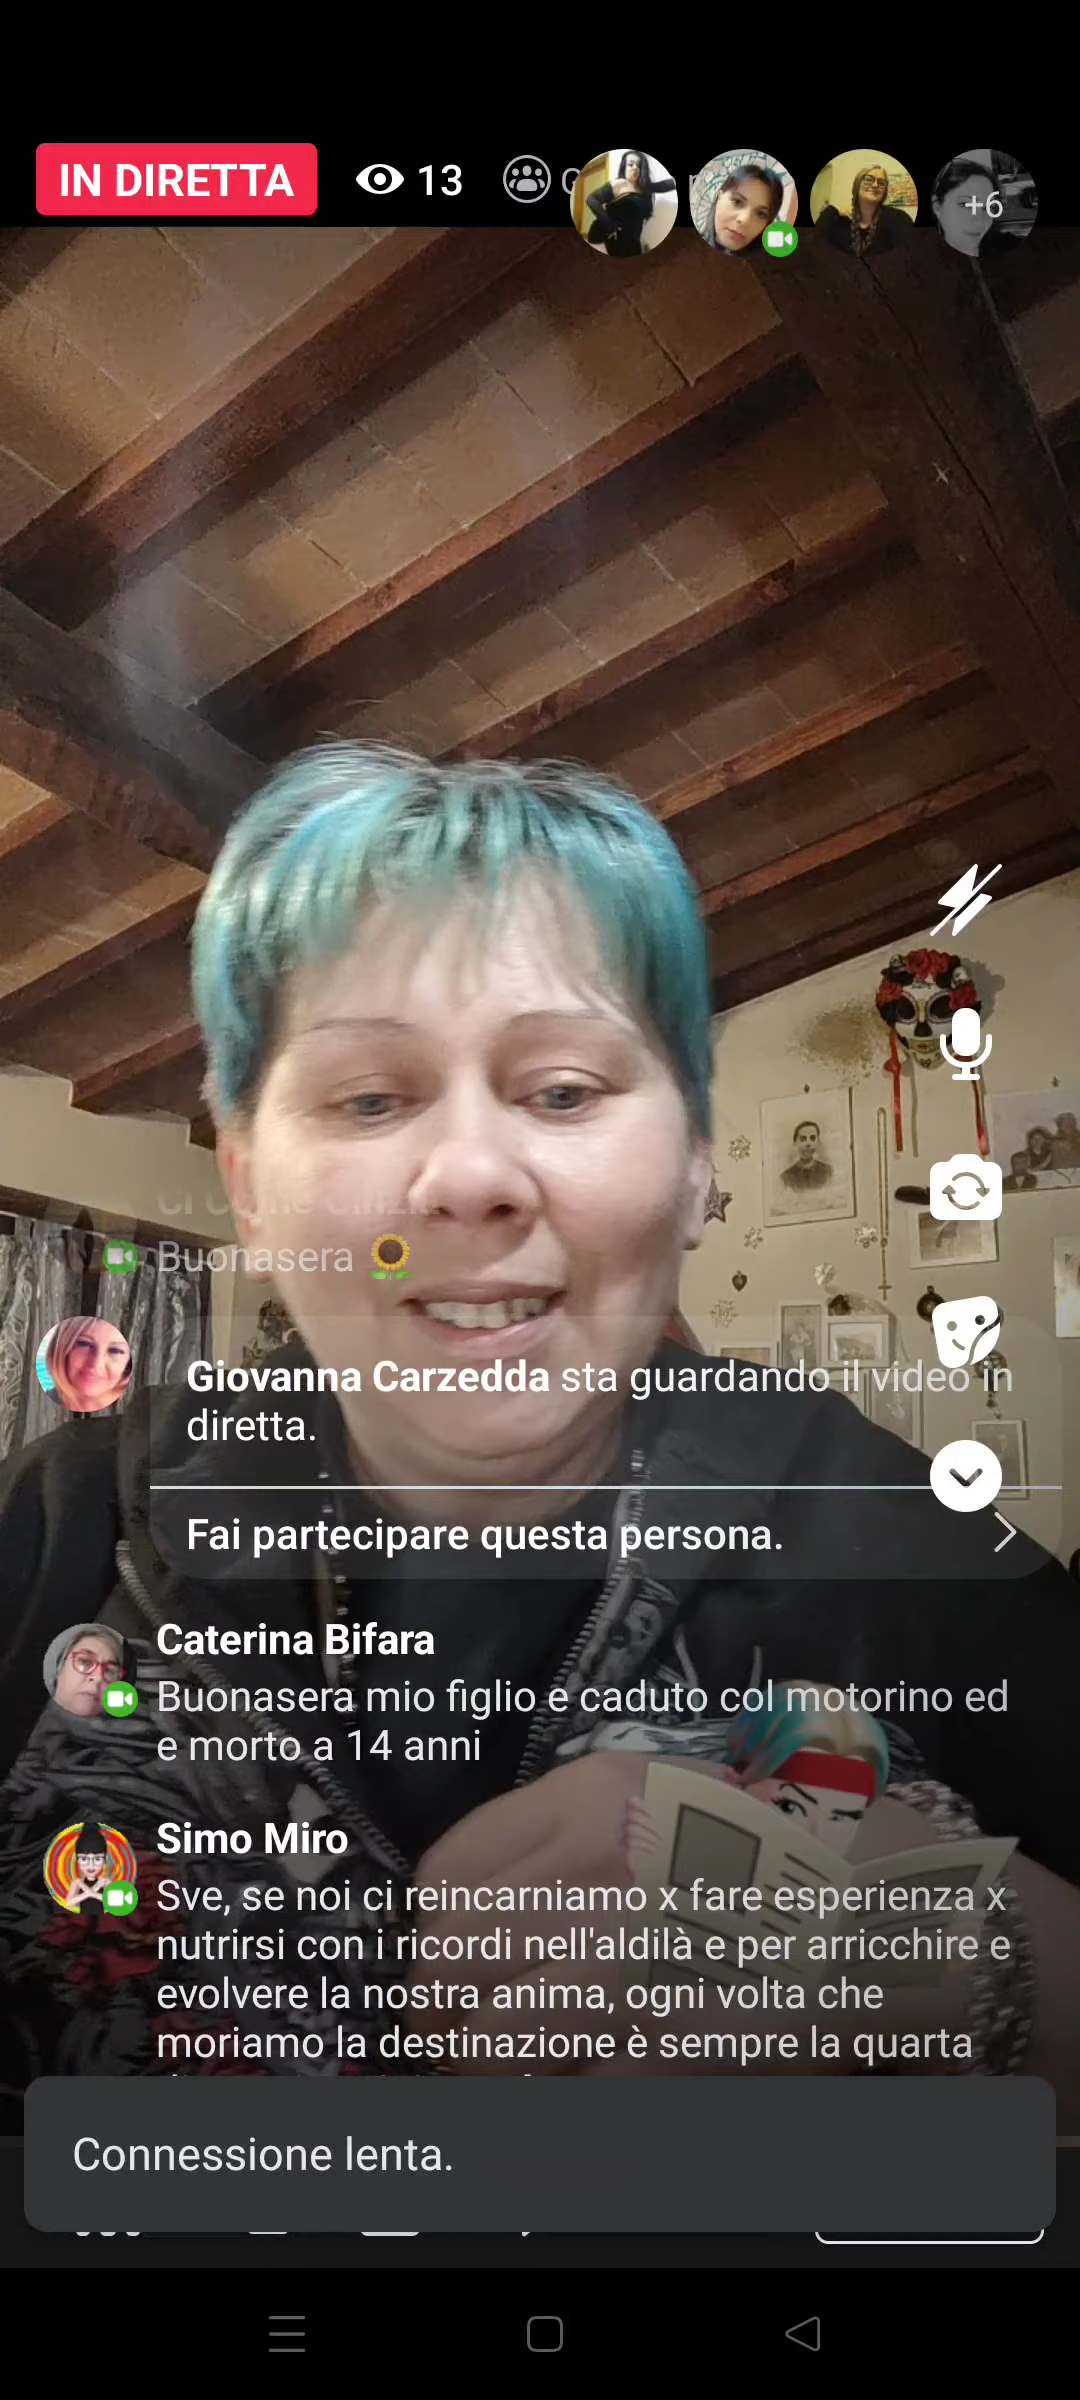 IN DIRETTA
13
+6
Buonasera 🌻
Giovanna Carzedda sta guardando il video in
diretta.
Fai partecipare questa persona.
Caterina Bifara
Buonasera mio figlio e caduto col motorino ed
e morto a 14 anni
Simo Miro
Sve, se noi ci reincarniamo x fare esperienza x
nutrirsi con i ricordi nell'aldilà e per arricchire e
evolvere la nostra anima, ogni volta che
moriamo la destinazione è sempre la quarta
Connessione lenta.